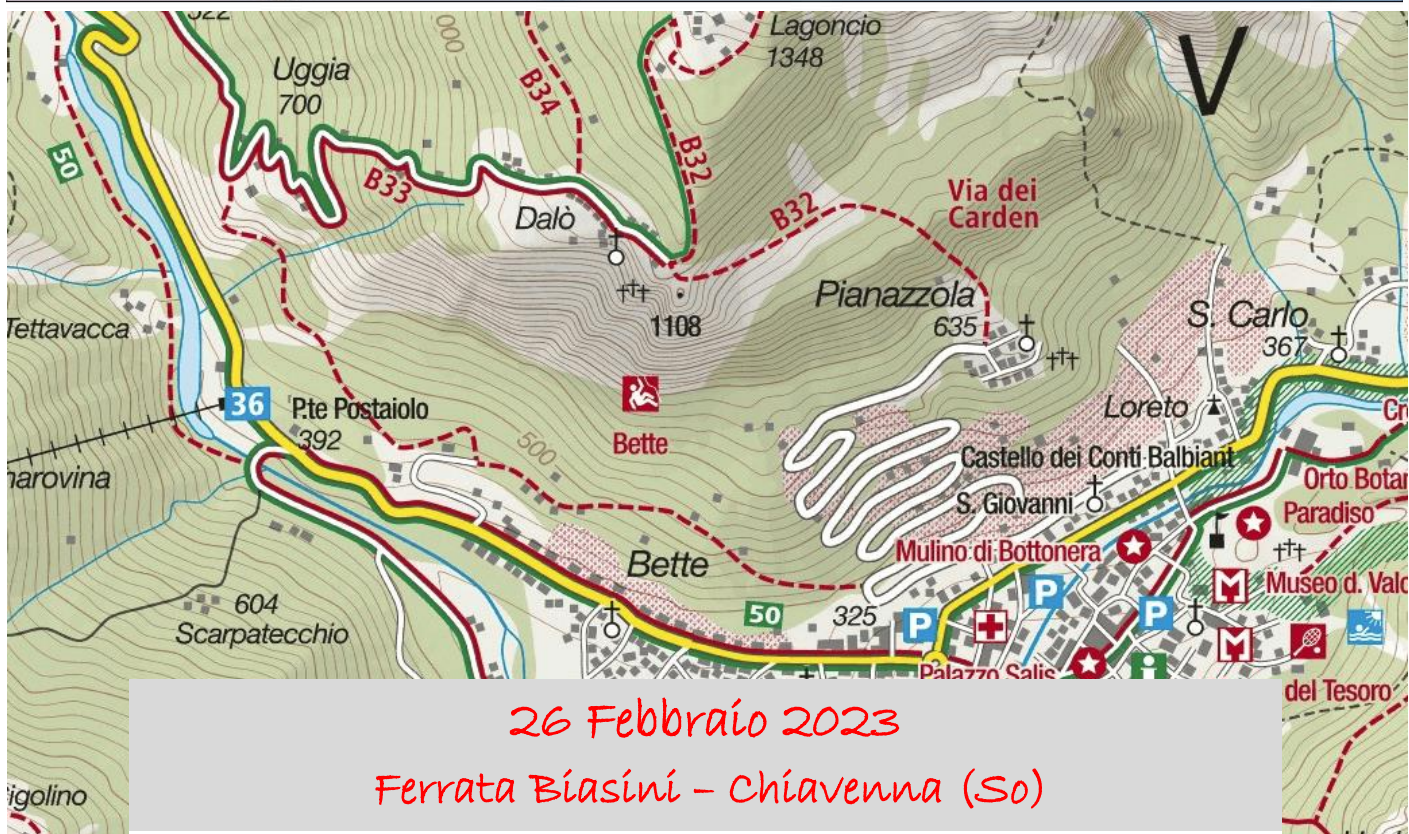 Lagoncio
1348
Uggia
700
B34
000
V
50
B33
B32
B32
Via dei
Carden
Dalò
Pianazzola
635
S. Carlo
367
Tettavacca
1108
36
P.te Postaiolo
392
Bette
500
Loreto
Castello dei Conti Balbiant
S. Giovanni
Orto Botan
Paradiso
Mulino di Bottonera
P
P
P
M
Museo d. Valc
M
i
Bette
604
Scarpatecchio
50
325
Palazzo Salis
del Tesoro
26 Febbraio 2023
Ferrata Biasini – Chiavenna (So)